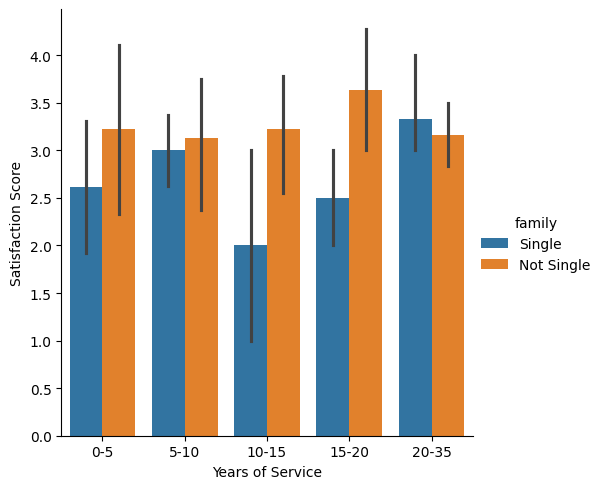 4.0
3.5
3.0
2.5
2.0
1.5
1.0
0.5
0.0
Satisfaction Score
0-5 5-10 10-15 15-20 20-35
Years of Service
family
Single
Not Single